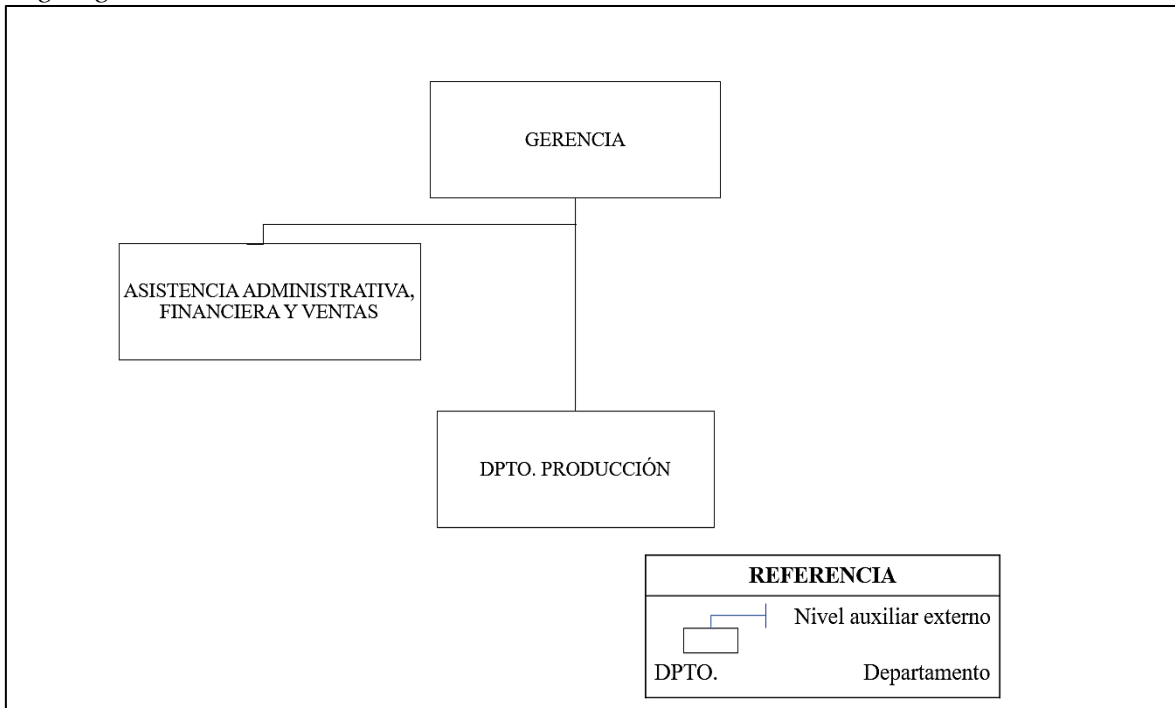 GERENCIA
ASISTENCIA ADMINISTRATIVA,
FINANCIERA Y VENTAS
DPTO. PRODUCCIÓN
REFERENCIA
Nivel auxiliar externo
DPTO. Departamento